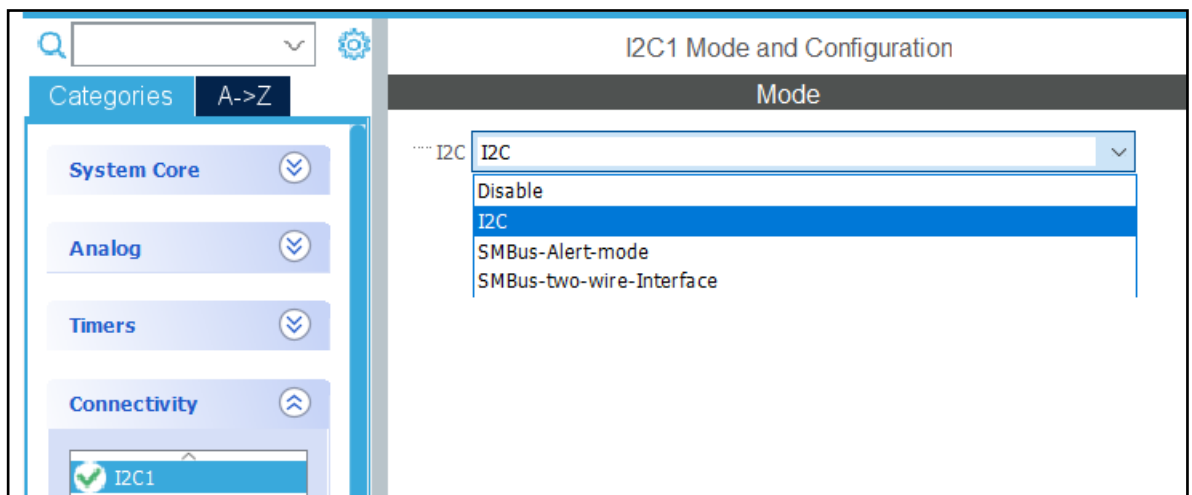 I2C1 Mode and Configuration
Categories
A->Z
Mode
System Core
Analog
Timers
Connectivity
I2C1
I2C I2C
Disable
I2C
SMBus-Alert-mode
SMBus-two-wire-Interface